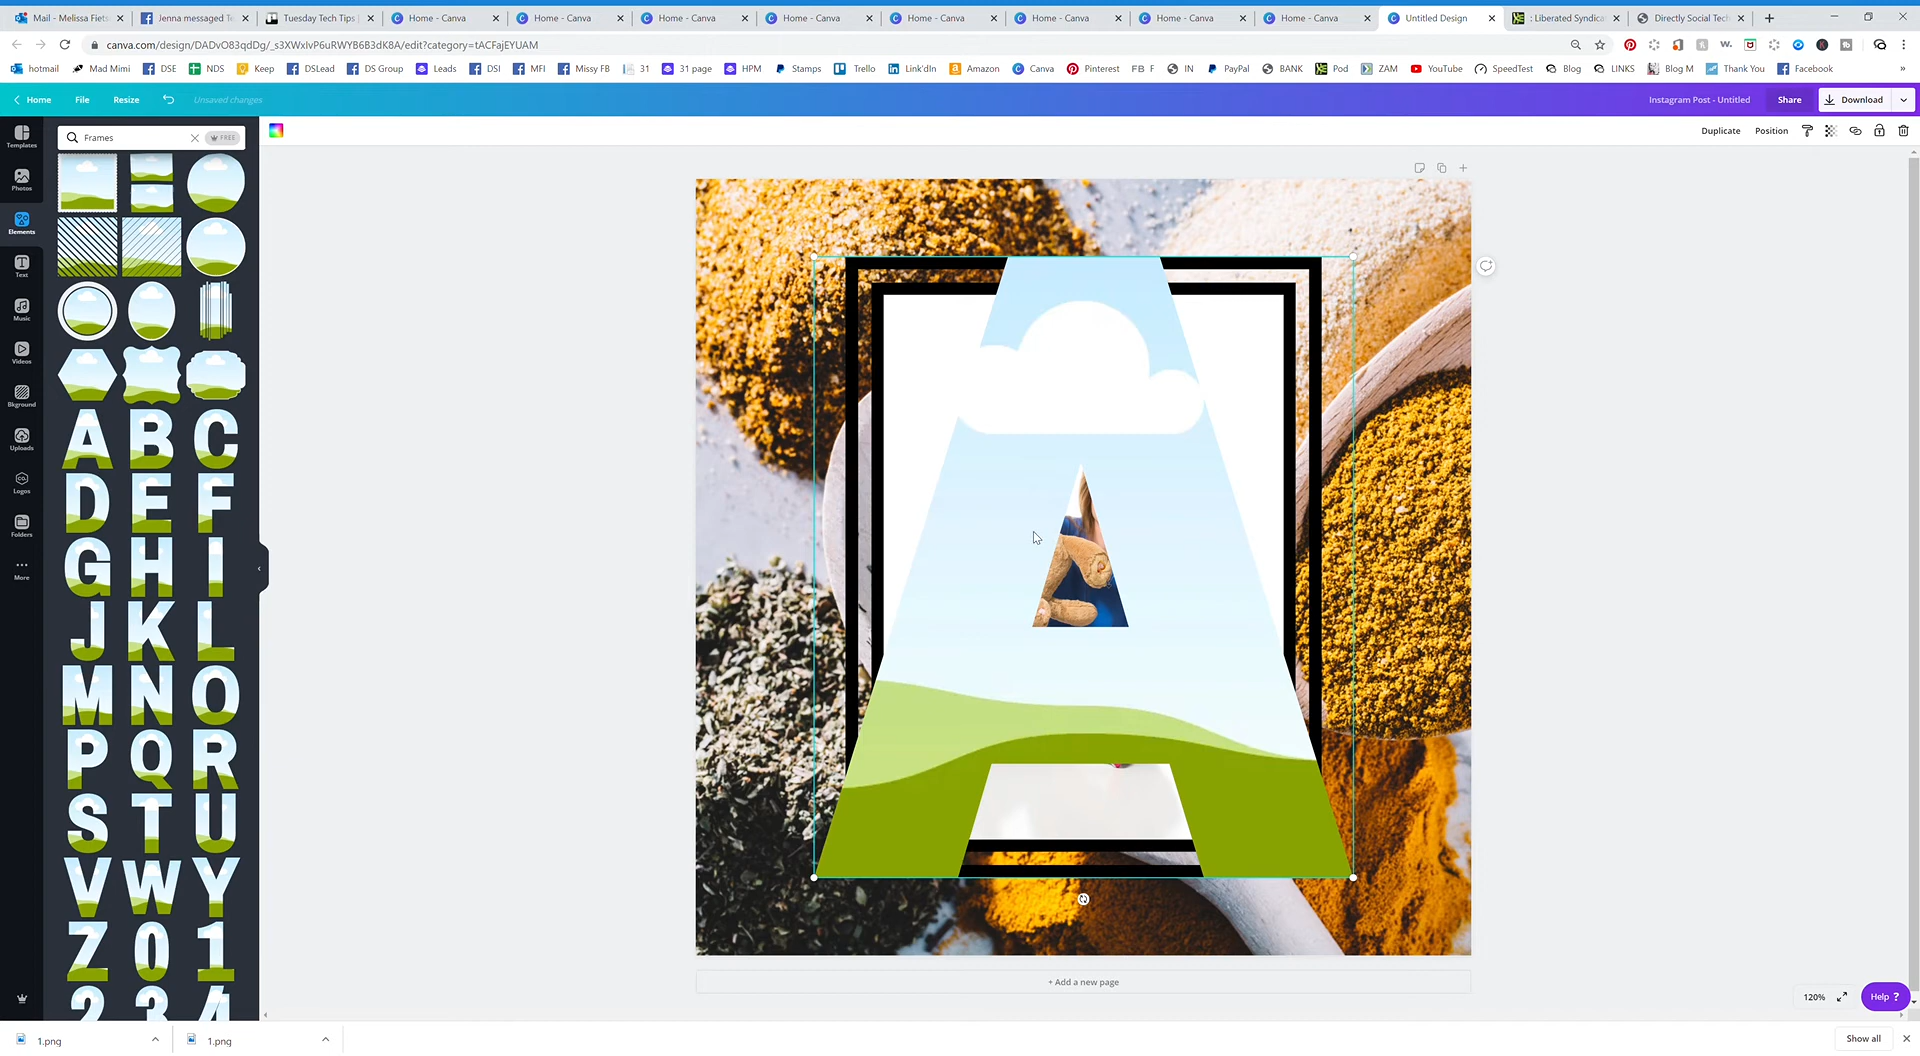 Mail - Melissa Fiets
Jenna messaged Te
Tuesday Tech Tips |
Home - Canva
Home - Canva
Home - Canva
Home - Canva
Home - Canva
Home - Canva
Home - Canva
Home - Canva
Untitled Design
: Liberated Syndica
Directly Social Tech
canva.com/design/DADvO83qdDg/_s3XWxIvP6uRWYB6B3dK8A/edit?category=tACFajEYUAM
hotmail
Mad Mimi
DSE
NDS
Keep
DSLead
DS Group
Leads
DSI
MFI
Missy FB
31
31 page
HPM
Stamps
Trello
Link'dIn
Amazon
Canva
Pinterest
FB F
IN
PayPal
BANK
Pod
ZAM
YouTube
SpeedTest
Blog
LINKS
Blog M
Thank You
Facebook
Home
File
Resize
Unsaved changes
Instagram Post - Untitled
Share
Download
Templates
Photos
Elements
Text
Music
Videos
Bkground
Uploads
Logos
Folders
More
Frames
FREE
Duplicate
Position
A B C
D E F
G H I
J K L
M N O
P Q R
S T U
V W Y
Z 0 1
2 3 4
A
+ Add a new page
120%
Help ?
1.png
1.png
Show all